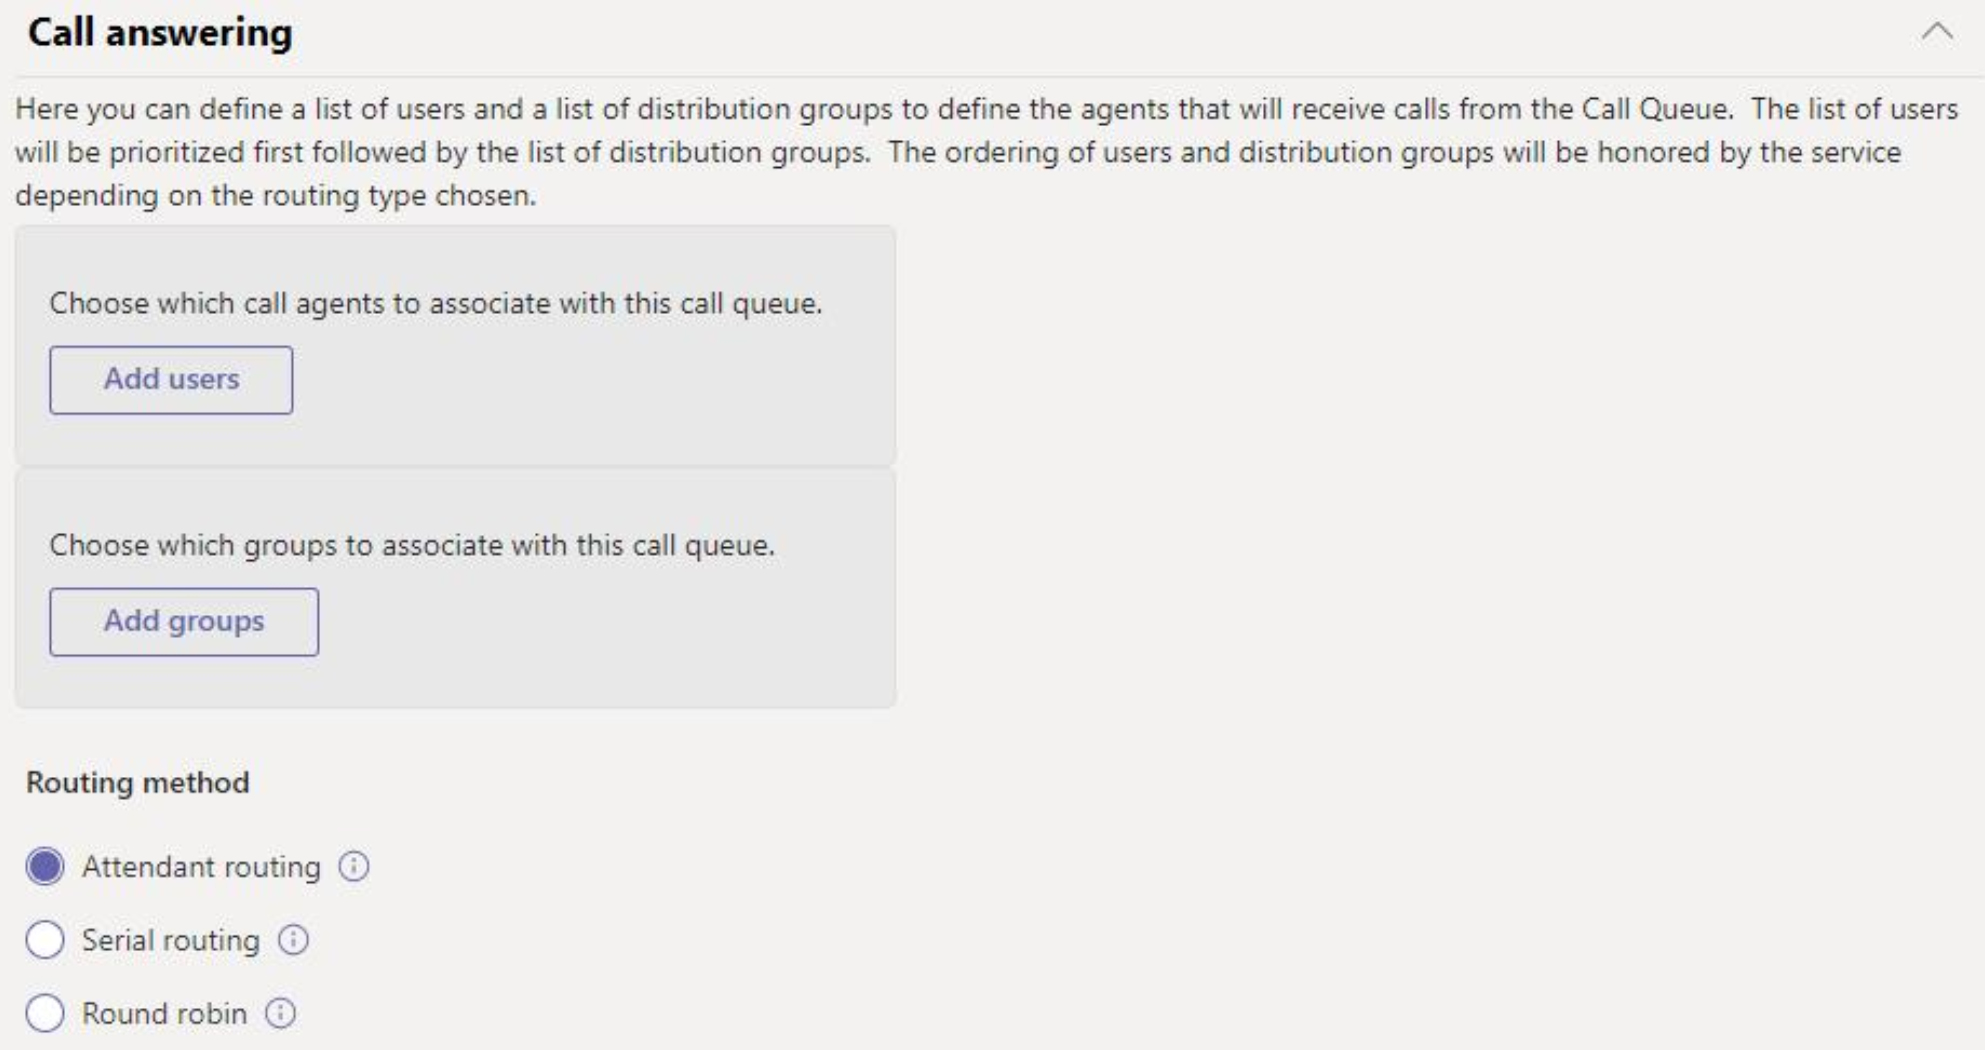 Call answering
Here you can define a list of users and a list of distribution groups to define the agents that will receive calls from the Call Queue.  The list of users
will be prioritized first followed by the list of distribution groups.  The ordering of users and distribution groups will be honored by the service
depending on the routing type chosen.
Choose which call agents to associate with this call queue.
Add users
Choose which groups to associate with this call queue.
Add groups
Routing method
Attendant routing
Serial routing
Round robin